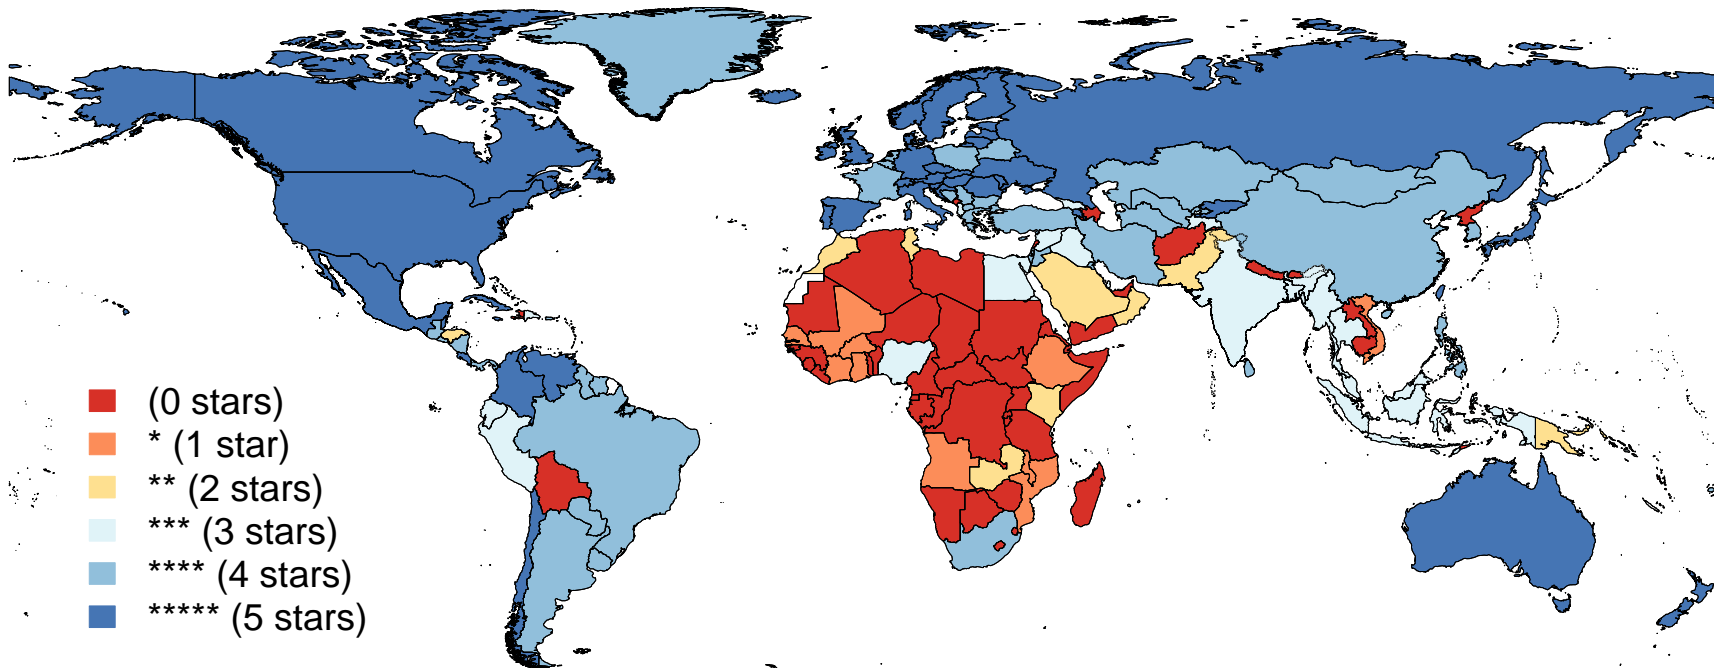 (0 stars)
* (1 star)
** (2 stars)
*** (3 stars)
**** (4 stars)
***** (5 stars)